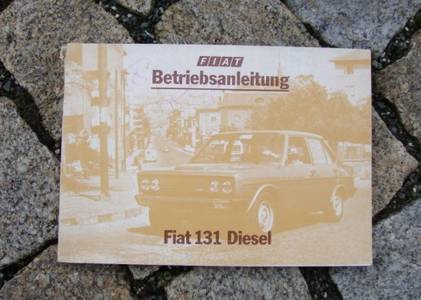 FIAT
Betriebsanleitung
Fiat 131 Diesel